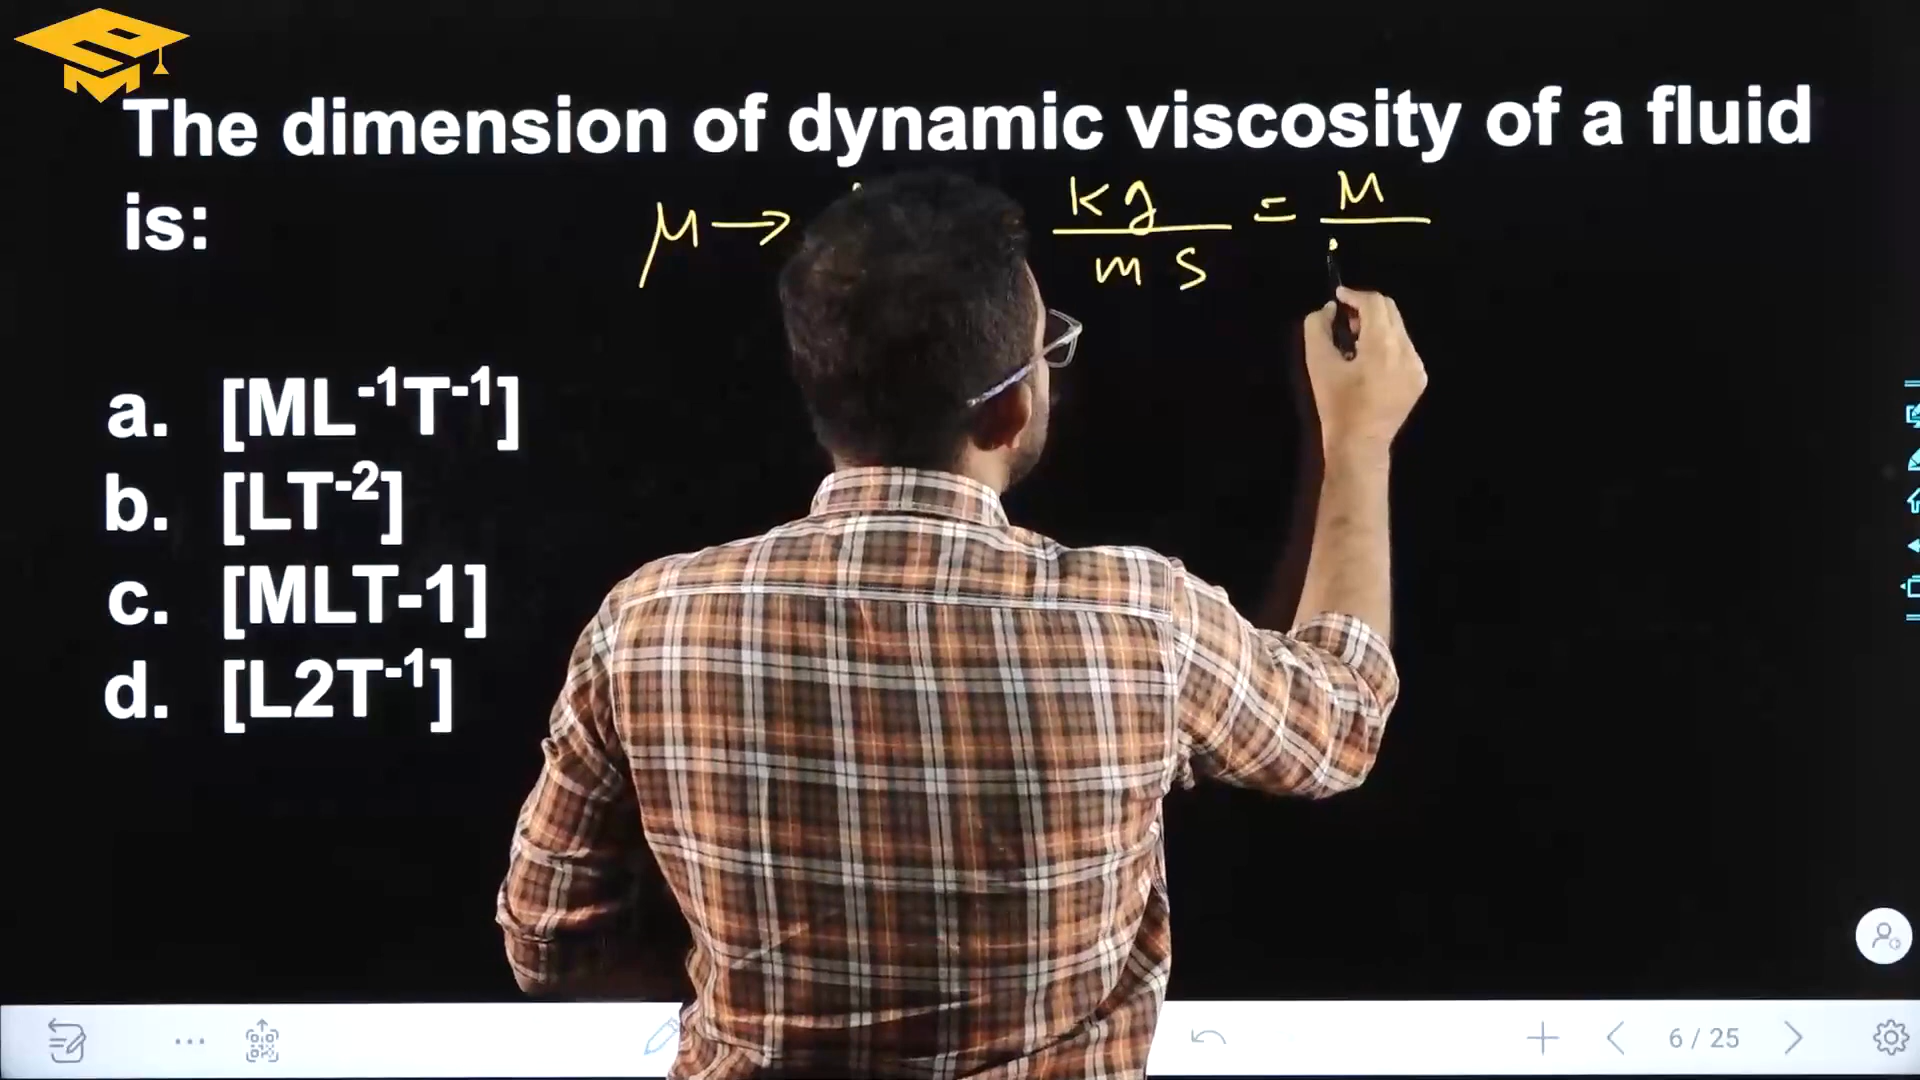 The dimension of dynamic viscosity of a fluid
is:
μ → kg / m s = M
a. [ML⁻¹T⁻¹]
b. [LT⁻²]
c. [MLT-1]
d. [L2T⁻¹]
6 / 25